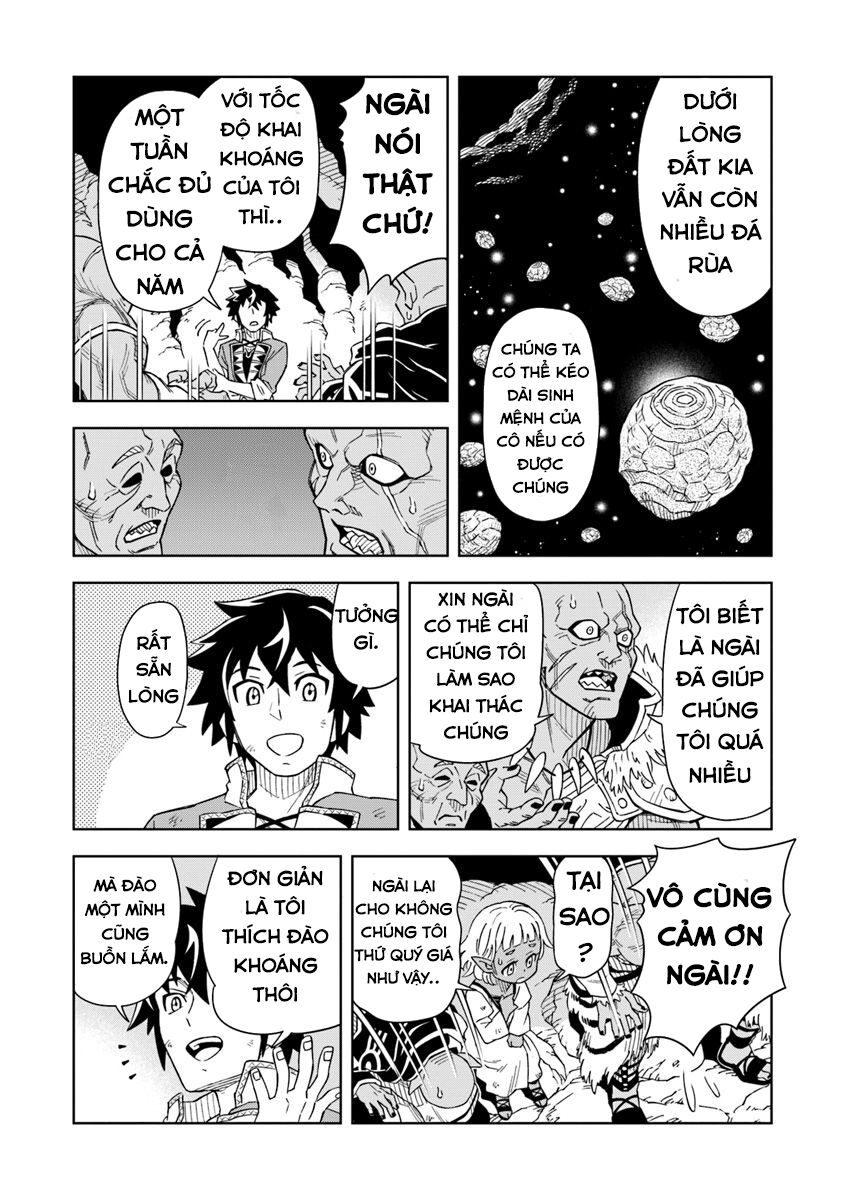 DƯỚI
LÒNG
ĐẤT KIA
VẪN CÒN
NHIỀU ĐÁ
RÙA
CHÚNG TA
CÓ THỂ KÉO
DÀI SINH
MỆNH CỦA
CÔ NẾU CÓ
ĐƯỢC
CHÚNG
NGÀI
NÓI
THẬT
CHỨ!
VỚI TỐC
ĐỘ KHAI
KHOÁNG
CỦA TÔI
THÌ..
MỘT
TUẦN
CHẮC ĐỦ
DÙNG
CHO CẢ
NĂM
TÔI BIẾT
LÀ NGÀI
ĐÃ GIÚP
CHÚNG
TÔI QUÁ
NHIỀU
XIN NGÀI
CÓ THỂ CHỈ
CHÚNG TÔI
LÀM SAO
KHAI THÁC
CHÚNG
TƯỞNG
GÌ.
RẤT
SẴN
LÒNG
VÔ CÙNG
CẢM ƠN
NGÀI!!
TẠI
SAO
?
NGÀI LẠI
CHO KHÔNG
CHÚNG TÔI
THỨ QUÝ GIÁ
NHƯ VẬY..
ĐƠN GIẢN
LÀ TÔI
THÍCH ĐÀO
KHOÁNG
THÔI
MÀ ĐÀO
MỘT MÌNH
CŨNG
BUỒN LẮM.